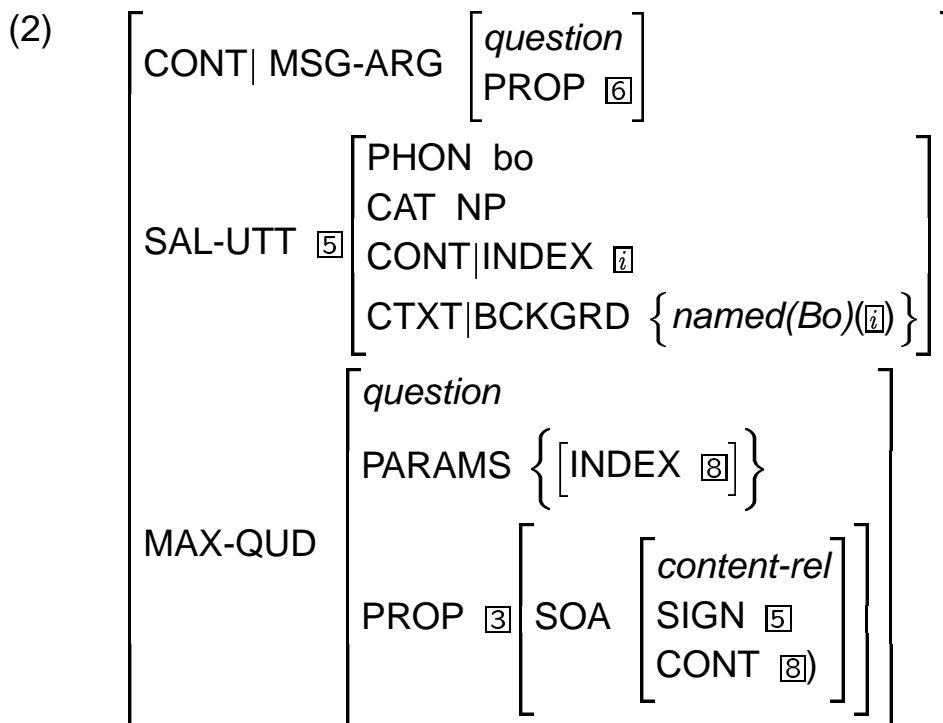 (2)
CONT| MSG-ARG [question
PROP [6]]
SAL-UTT [5] [PHON bo
CAT NP
CONT|INDEX [i]
CTXT|BCKGRD {named(Bo)([i])}]
MAX-QUD [question
PARAMS {[INDEX [8]]}
PROP [3] [SOA [content-rel
SIGN [5]
CONT [8])]]]